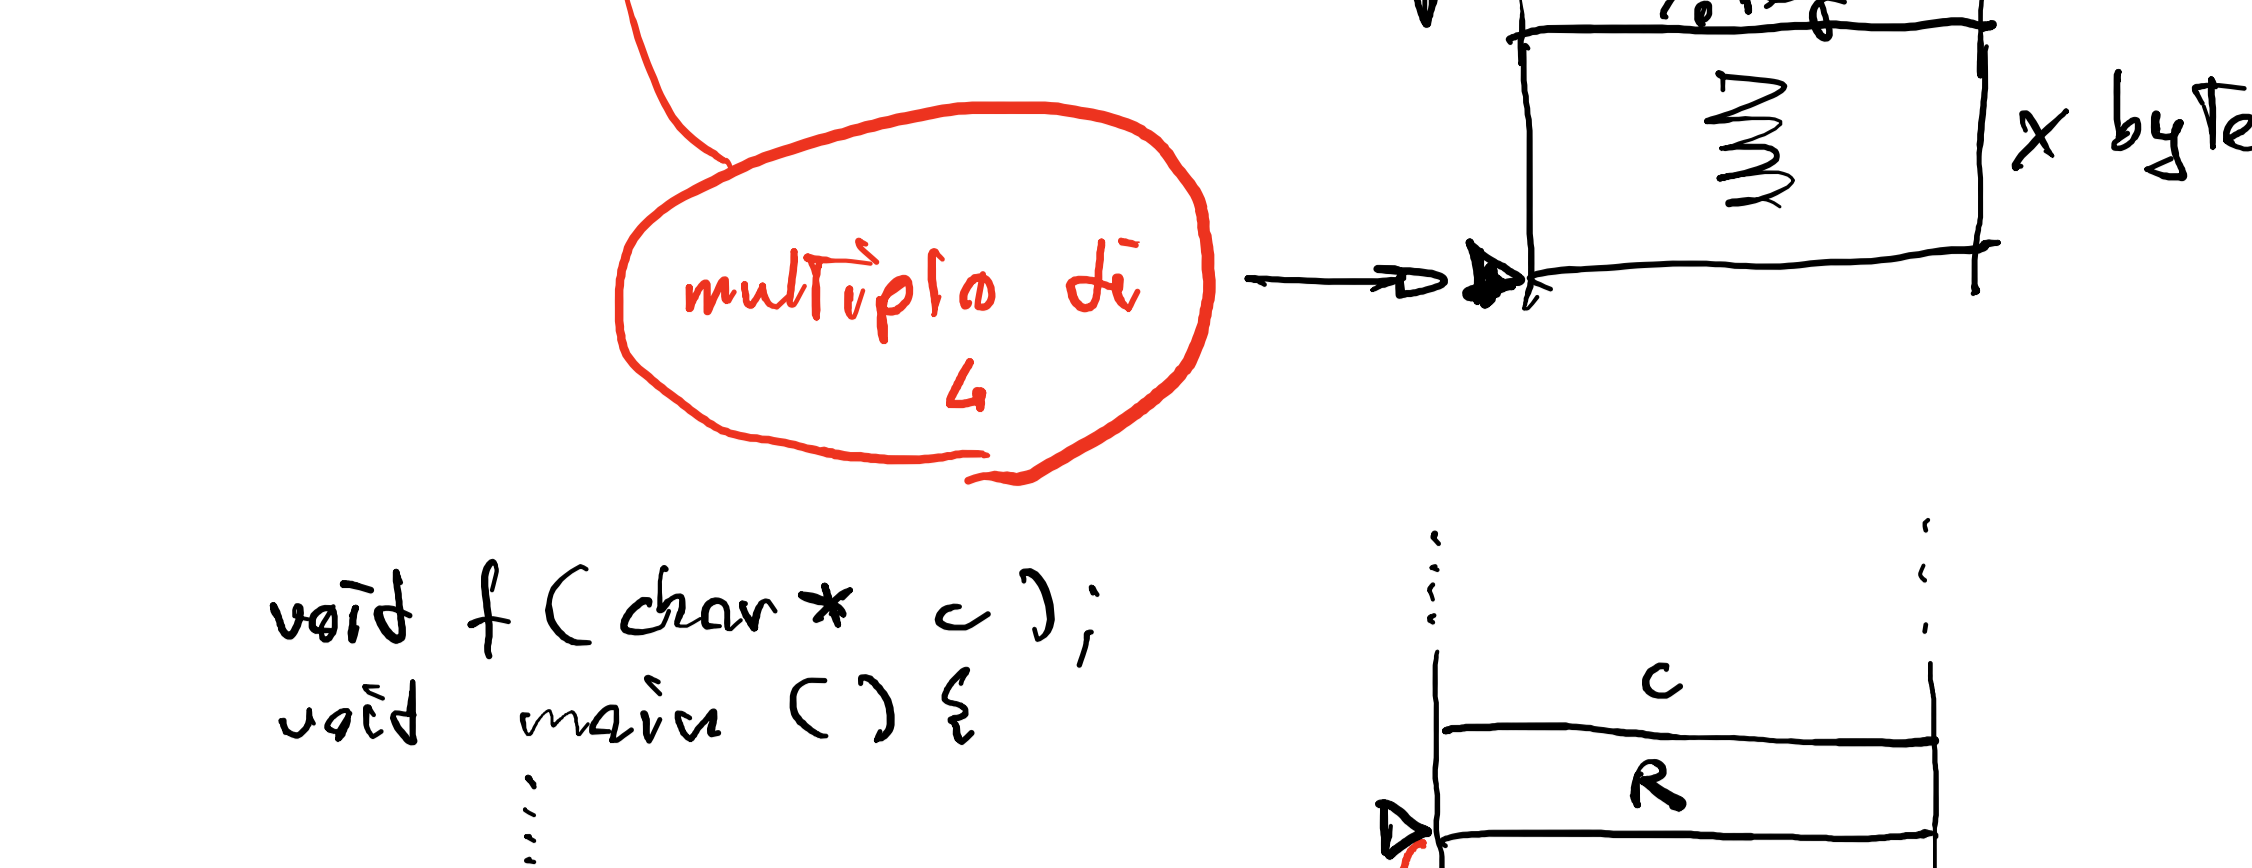 x byte
multiplo di
4
void f ( char * c ) ;
void main ( ) {
C
R